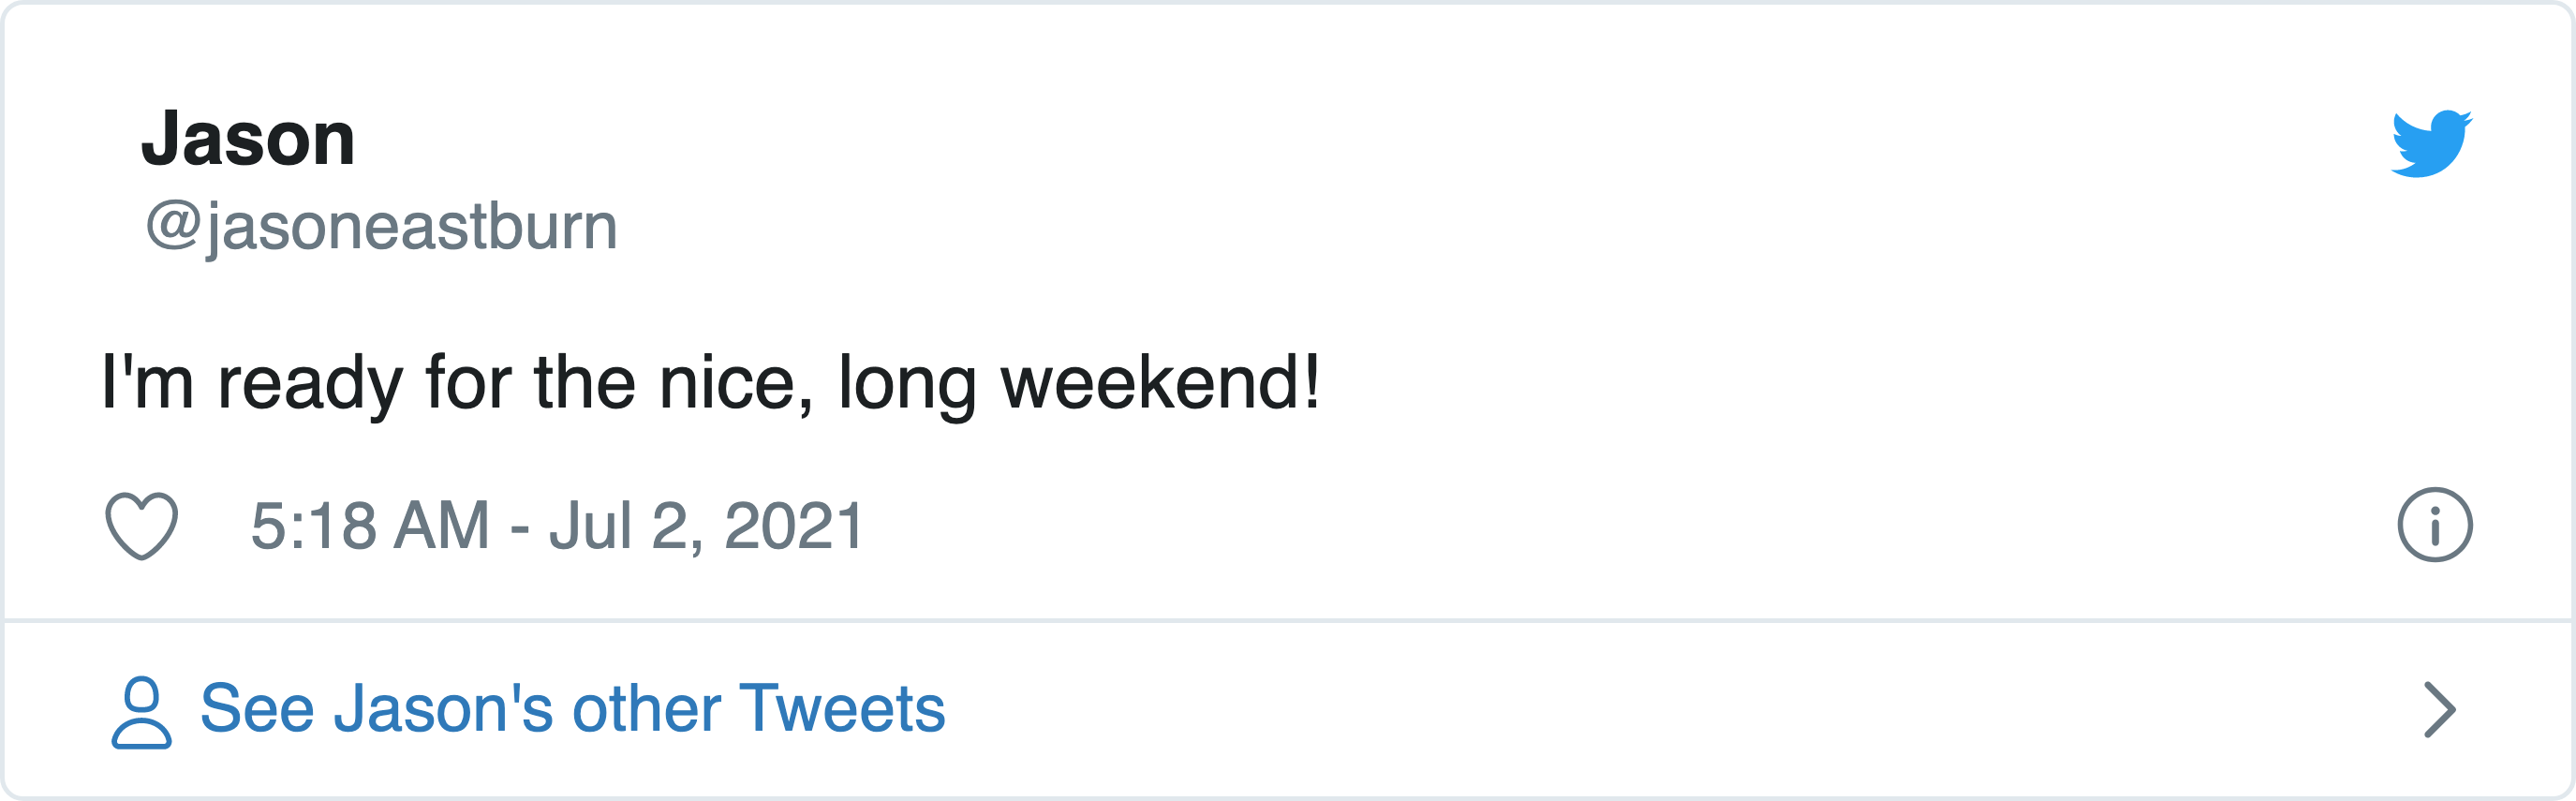 Jason
@jasoneastburn
I'm ready for the nice, long weekend!
5:18 AM - Jul 2, 2021
See Jason's other Tweets